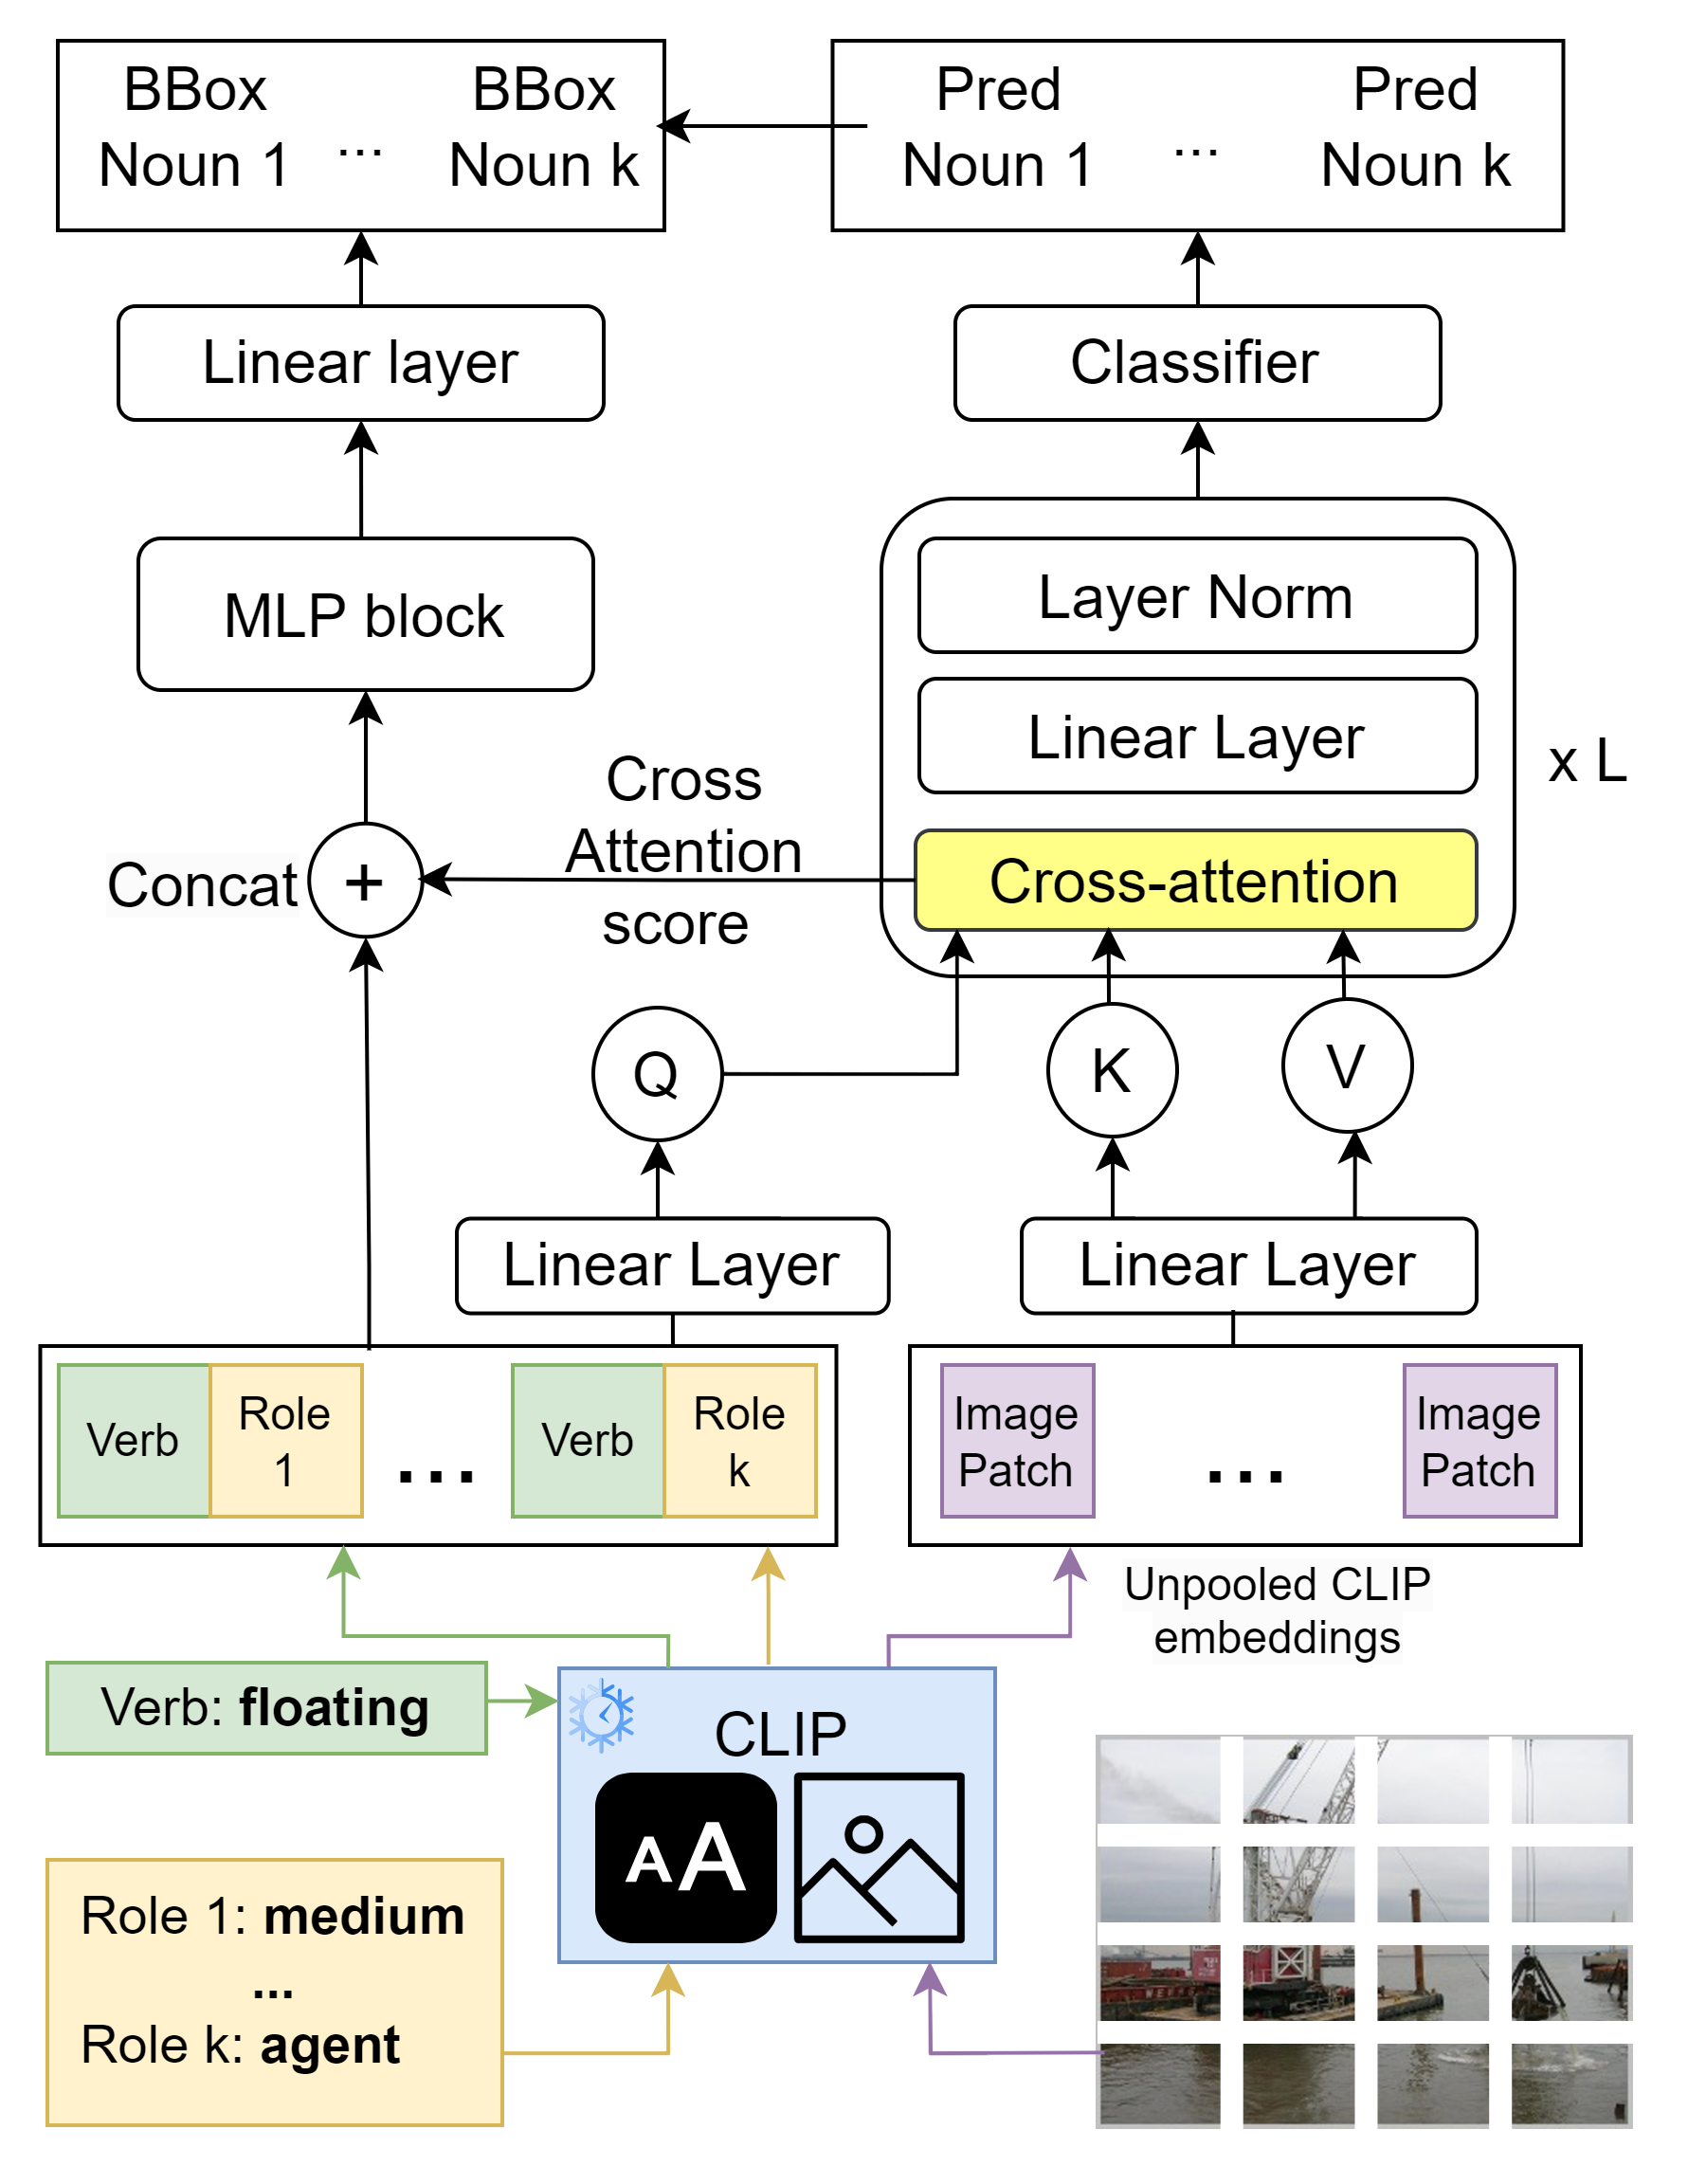 BBox
Noun 1
...
BBox
Noun k
Pred
Noun 1
...
Pred
Noun k
Linear layer
Classifier
MLP block
Layer Norm
Linear Layer
x L
Cross
Attention
score
Concat
+
Cross-attention
Q
K
V
Linear Layer
Linear Layer
Verb
Role
1
...
Verb
Role
k
Image
Patch
...
Image
Patch
Unpooled CLIP
embeddings
Verb: floating
CLIP
AA
Role 1: medium
...
Role k: agent